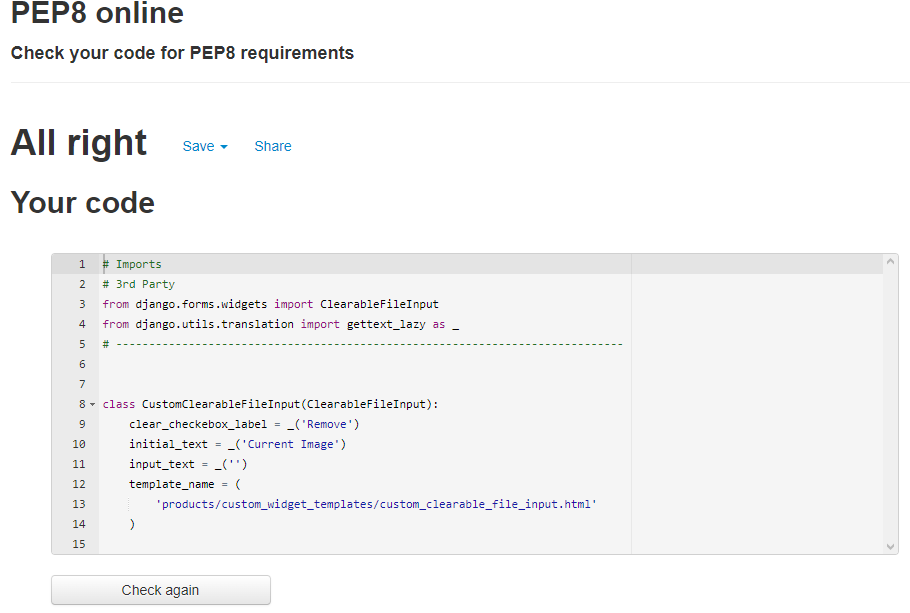 PEP8 online
Check your code for PEP8 requirements
All right Save Share
Your code
1 # Imports
2 # 3rd Party
3 from django.forms.widgets import ClearableFileInput
4 from django.utils.translation import gettext_lazy as _
5 # -----------------------------------------------------------------------------
6
7
8 class CustomClearableFileInput(ClearableFileInput):
9 clear_checkebox_label = _('Remove')
10 initial_text = _('Current Image')
11 input_text = _('')
12 template_name = (
13 'products/custom_widget_templates/custom_clearable_file_input.html'
14 )
15
Check again